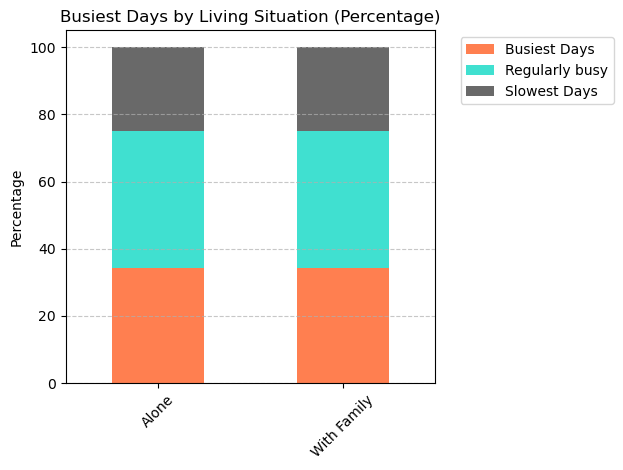 Busiest Days by Living Situation (Percentage)
Busiest Days
Regularly busy
Slowest Days
Percentage
100
80
60
40
20
0
Alone
With Family